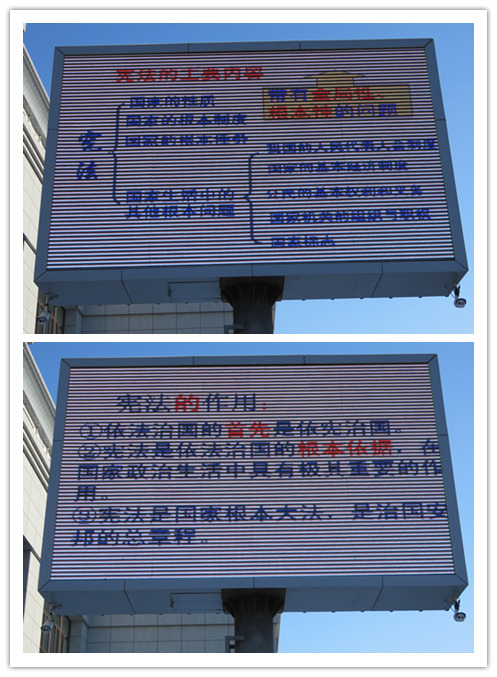 宪法的主要内容
带有全局性、
根本性的问题
宪法
国家的性质
国家的根本制度
国家的根本任务
国家生活中的
其他根本问题
我国的人民代表大会制度
国家的基本经济制度
公民的基本权利和义务
国家机关的组织与职权
国家标志
宪法的作用：
①依法治国的首先是依宪治国。
②宪法是依法治国的根本依据，在
国家政治生活中具有极其重要的作
用。
③宪法是国家根本大法，是治国安
邦的总章程。